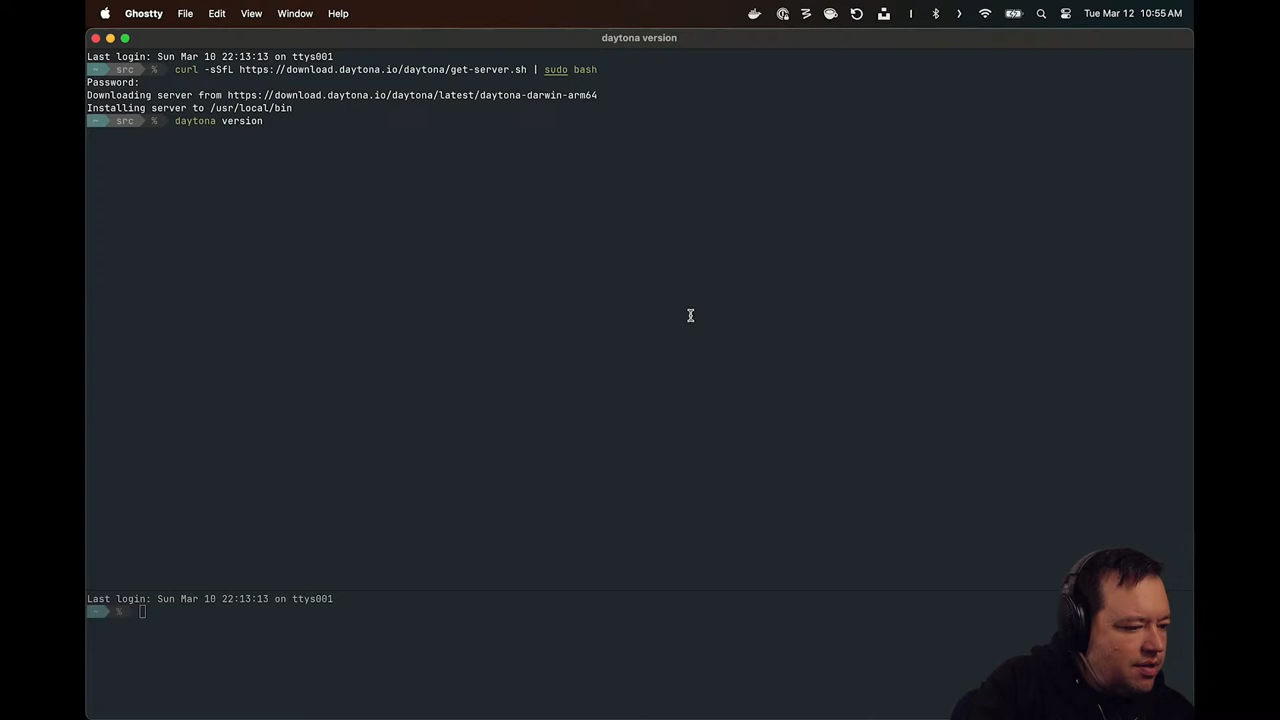 Ghostty File Edit View Window Help
Tue Mar 12 10:55 AM
daytona version
Last login: Sun Mar 10 22:13:13 on ttys001
~ src % curl -sSfL https://download.daytona.io/daytona/get-server.sh | sudo bash
Password:
Downloading server from https://download.daytona.io/daytona/latest/daytona-darwin-arm64
Installing server to /usr/local/bin
~ src % daytona version
Last login: Sun Mar 10 22:13:13 on ttys001
~ %